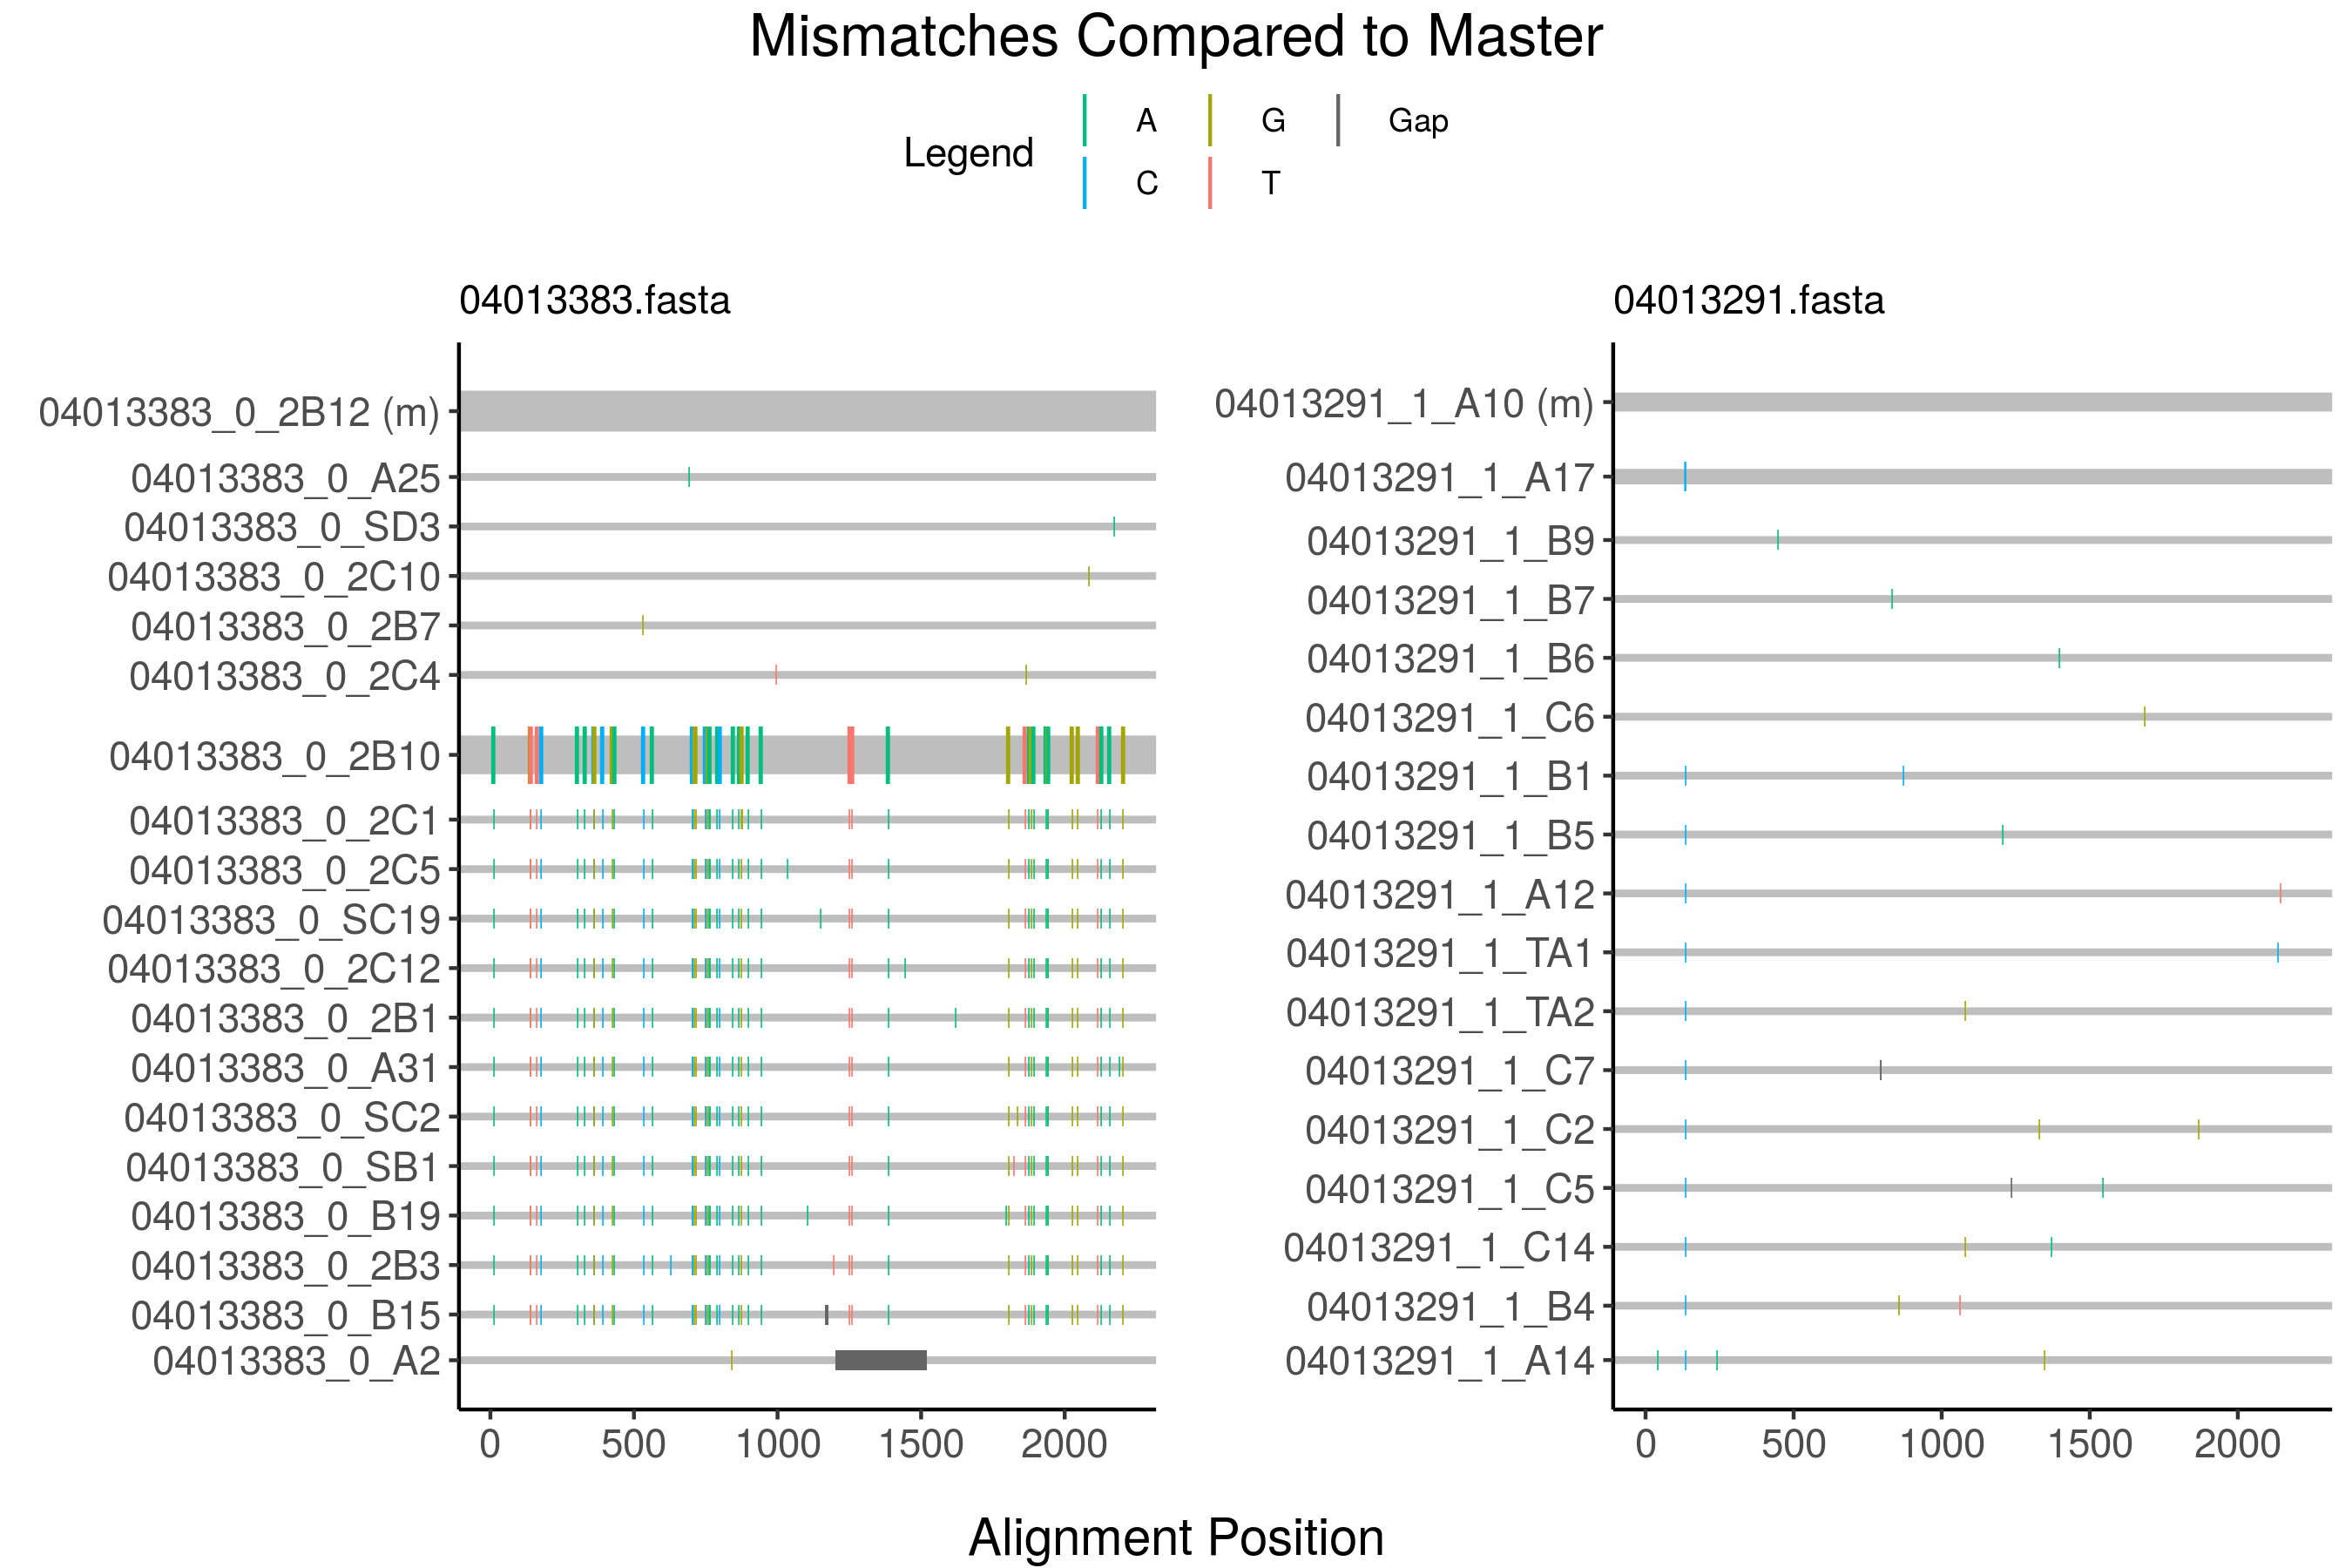 Mismatches Compared to Master
Legend
A
G
Gap
C
T
04013383.fasta
04013383_0_2B12 (m)
04013383_0_A25
04013383_0_SD3
04013383_0_2C10
04013383_0_2B7
04013383_0_2C4
04013383_0_2B10
04013383_0_2C1
04013383_0_2C5
04013383_0_SC19
04013383_0_2C12
04013383_0_2B1
04013383_0_A31
04013383_0_SC2
04013383_0_SB1
04013383_0_B19
04013383_0_2B3
04013383_0_B15
04013383_0_A2
0 500 1000 1500 2000
04013291.fasta
04013291_1_A10 (m)
04013291_1_A17
04013291_1_B9
04013291_1_B7
04013291_1_B6
04013291_1_C6
04013291_1_B1
04013291_1_B5
04013291_1_A12
04013291_1_TA1
04013291_1_TA2
04013291_1_C7
04013291_1_C2
04013291_1_C5
04013291_1_C14
04013291_1_B4
04013291_1_A14
0 500 1000 1500 2000
Alignment Position